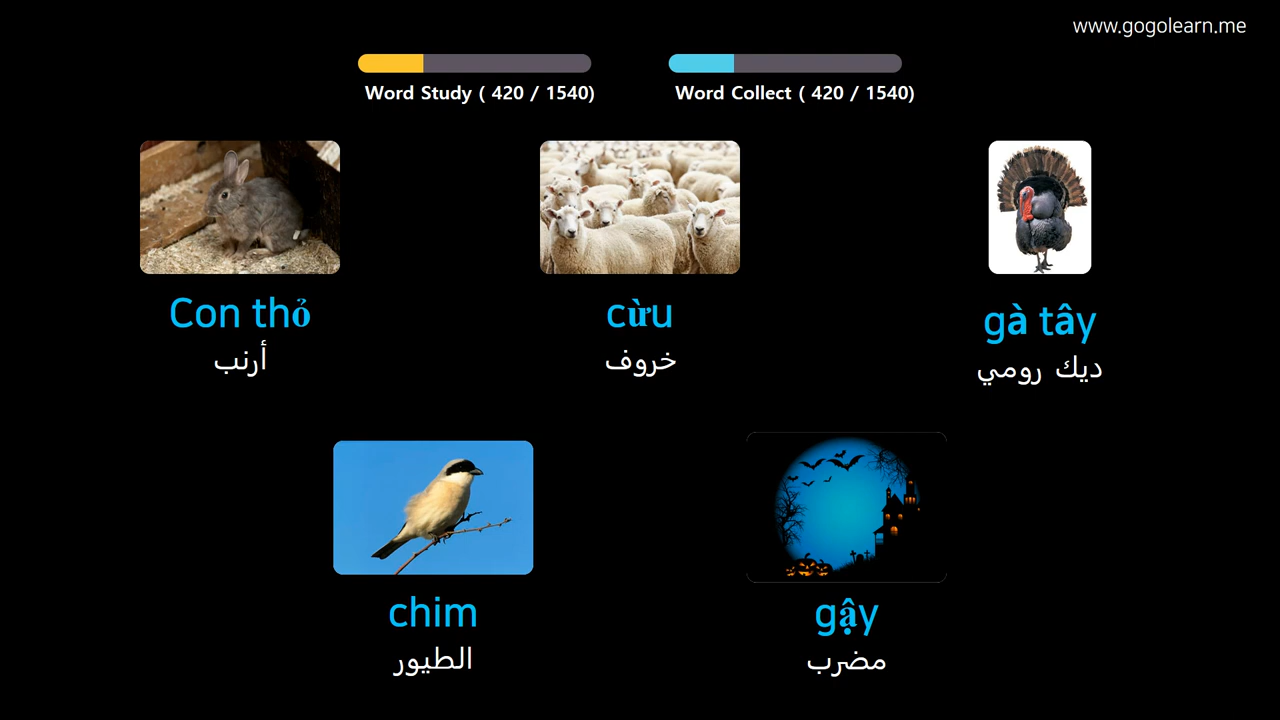 www.gogolearn.me
Word Study ( 420 / 1540)
Word Collect ( 420 / 1540)
Con thỏ
أرنب
cừu
خروف
gà tây
ديك رومي
chim
الطيور
gậy
مضرب